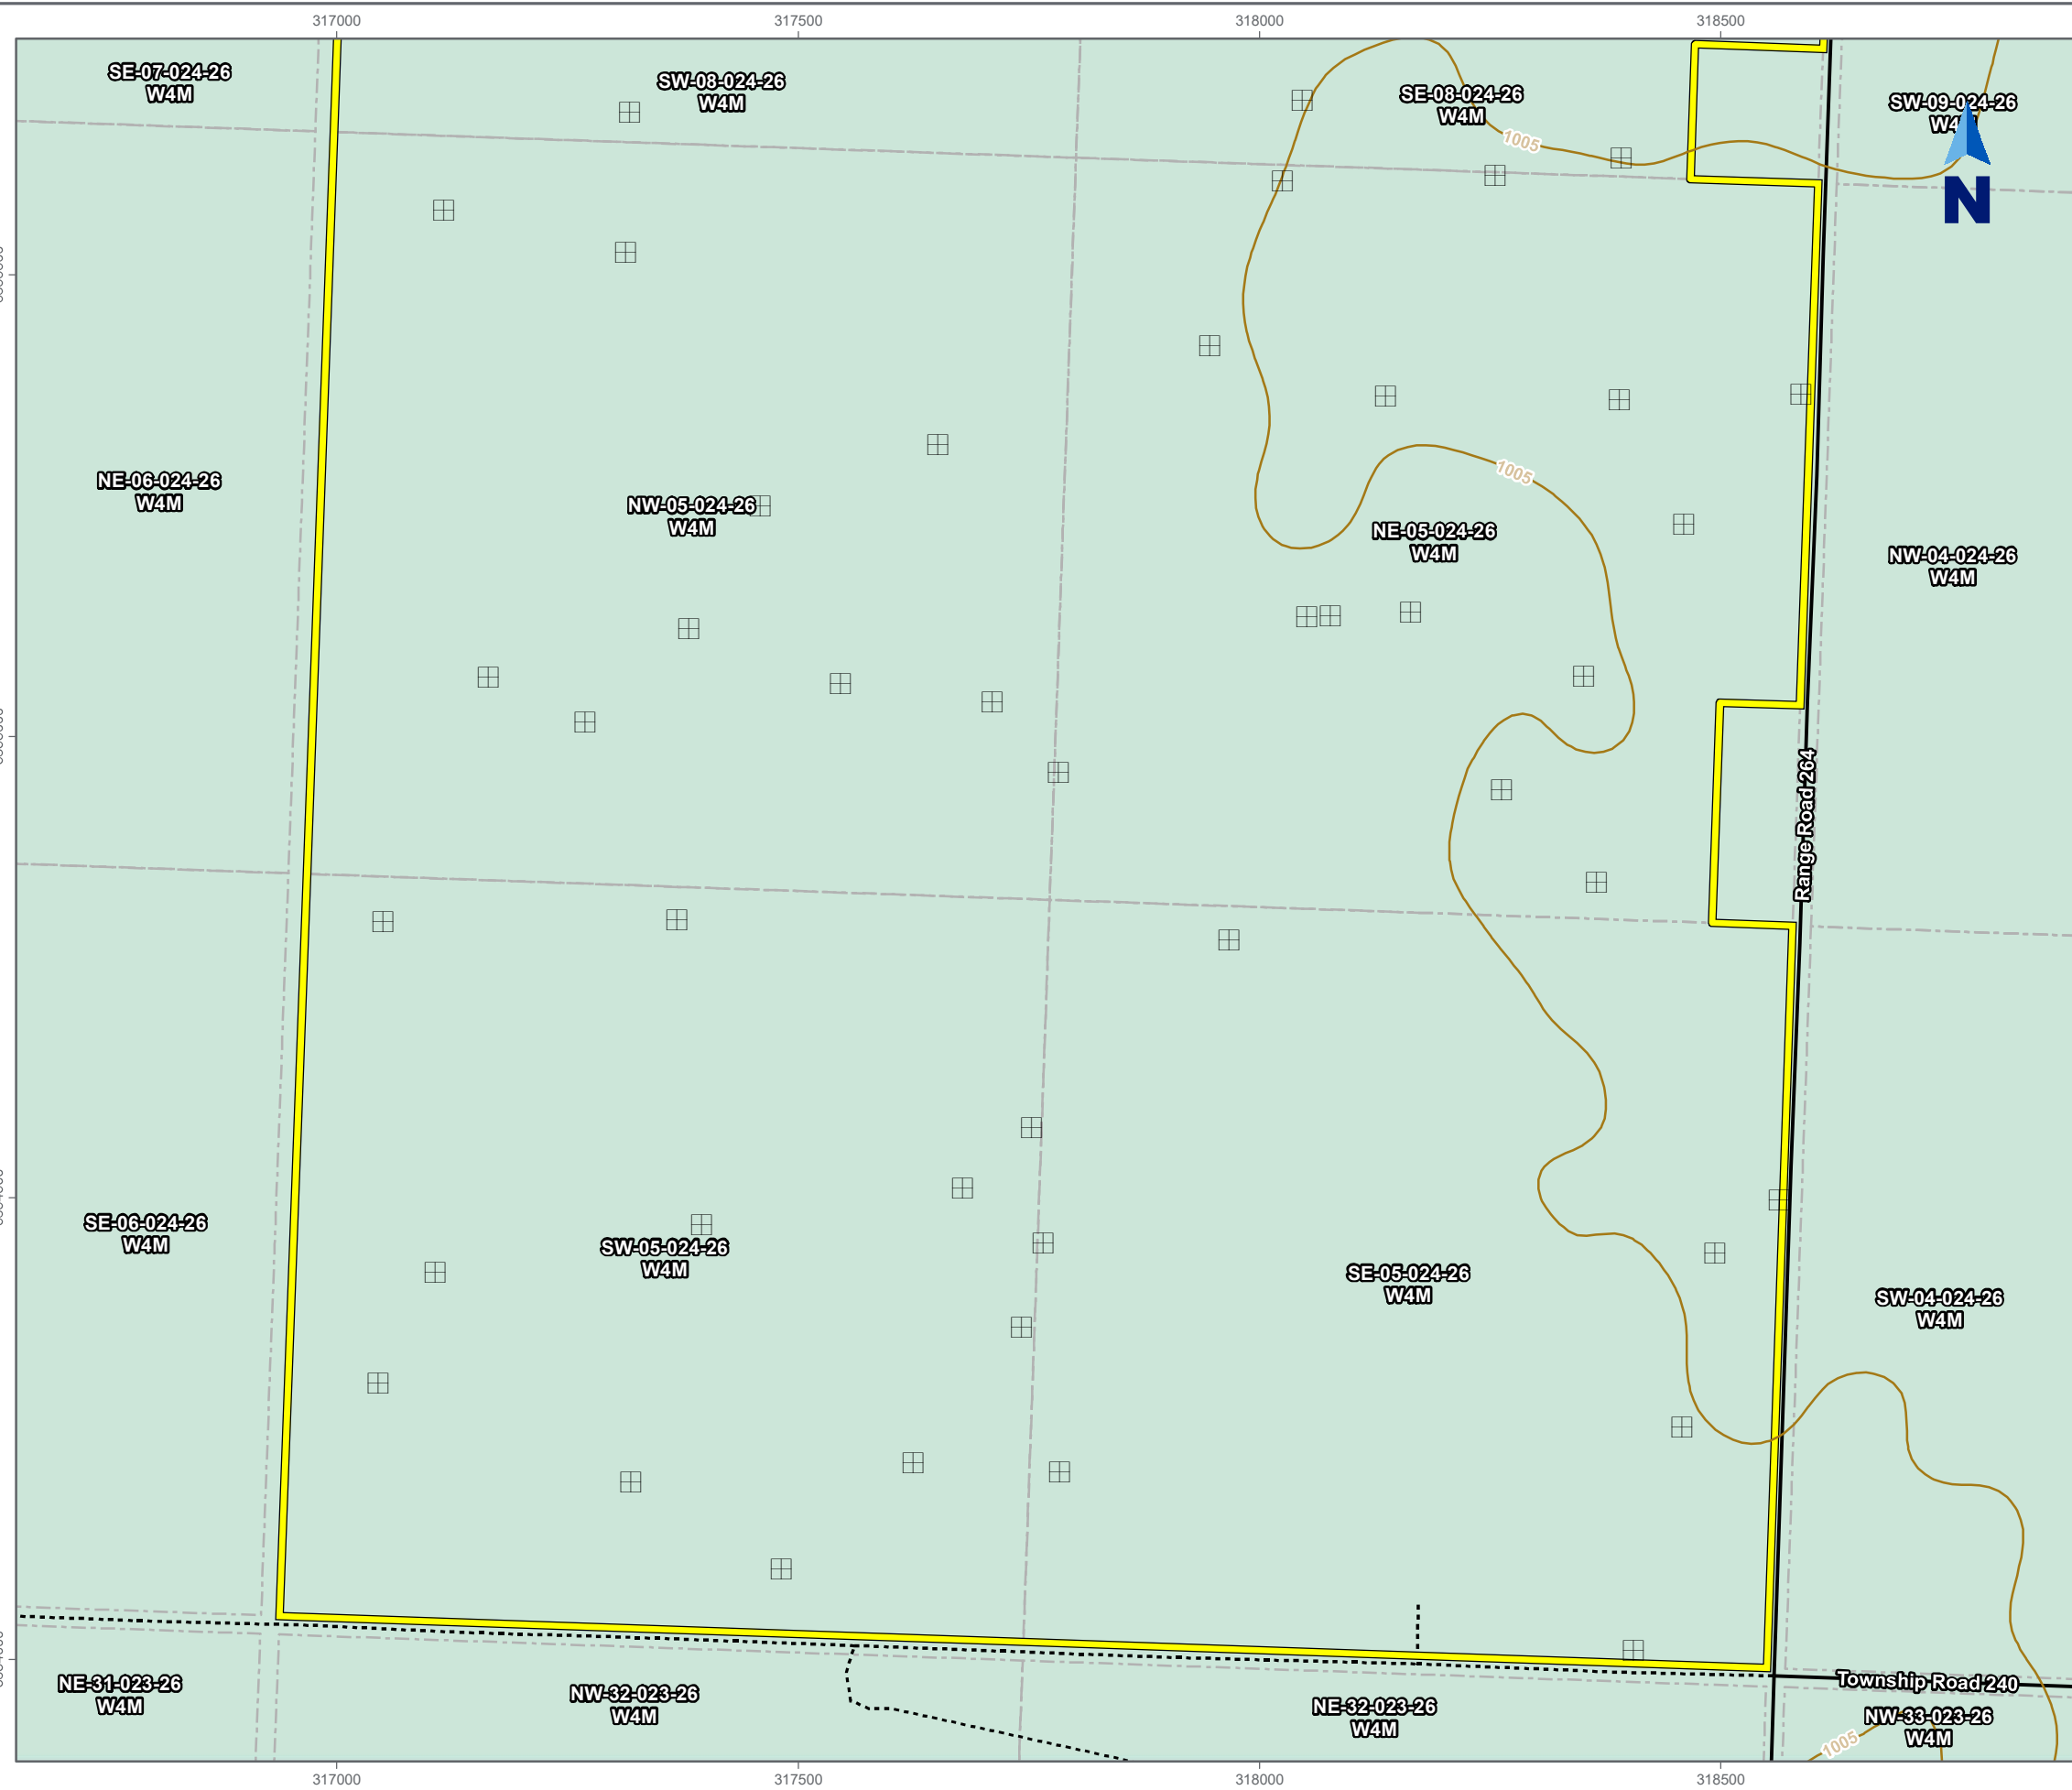 317000 317500 318000 318500
SE-07-024-26
W4M
SW-08-024-26
W4M
SE-08-024-26
W4M
SW-09-024-26
1005
N
NE-06-024-26
W4M
NW-05-024-26
W4M
1005
NE-05-024-26
W4M
NW-04-024-26
W4M
Range Road 264
SE-06-024-26
W4M
SW-05-024-26
W4M
SE-05-024-26
W4M
SW-04-024-26
W4M
Township Road 240
NE-31-023-26
W4M
NW-32-023-26
W4M
NE-32-023-26
W4M
NW-33-023-26
W4M
1005
317000 317500 318000 318500